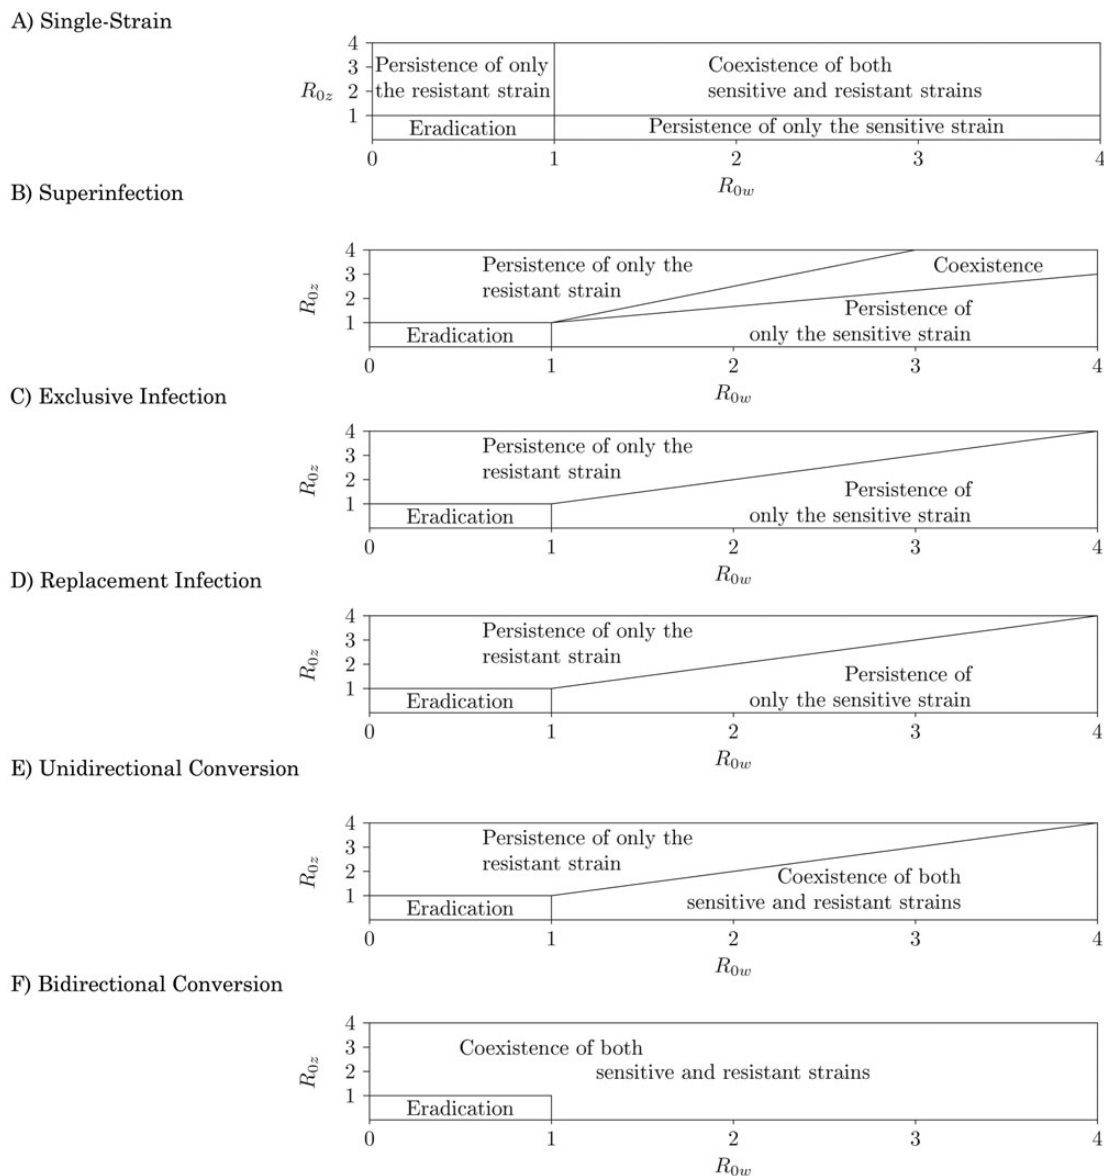 A) Single-Strain
4
3
Persistence of only
Coexistence of both
R0z
2
the resistant strain
sensitive and resistant strains
1
Eradication
Persistence of only the sensitive strain
0
1
2
3
4
R0w
B) Superinfection
4
3
2
1
R0z
Persistence of only the
resistant strain
Coexistence
Persistence of
only the sensitive strain
Eradication
0
1
2
3
4
R0w
C) Exclusive Infection
4
3
2
1
R0z
Persistence of only the
resistant strain
Persistence of
only the sensitive strain
Eradication
0
1
2
3
4
R0w
D) Replacement Infection
4
3
2
1
R0z
Persistence of only the
resistant strain
Persistence of
only the sensitive strain
Eradication
0
1
2
3
4
R0w
E) Unidirectional Conversion
4
3
2
1
R0z
Persistence of only the
resistant strain
Coexistence of both
sensitive and resistant strains
Eradication
0
1
2
3
4
R0w
F) Bidirectional Conversion
4
3
2
1
R0z
Coexistence of both
sensitive and resistant strains
Eradication
0
1
2
3
4
R0w